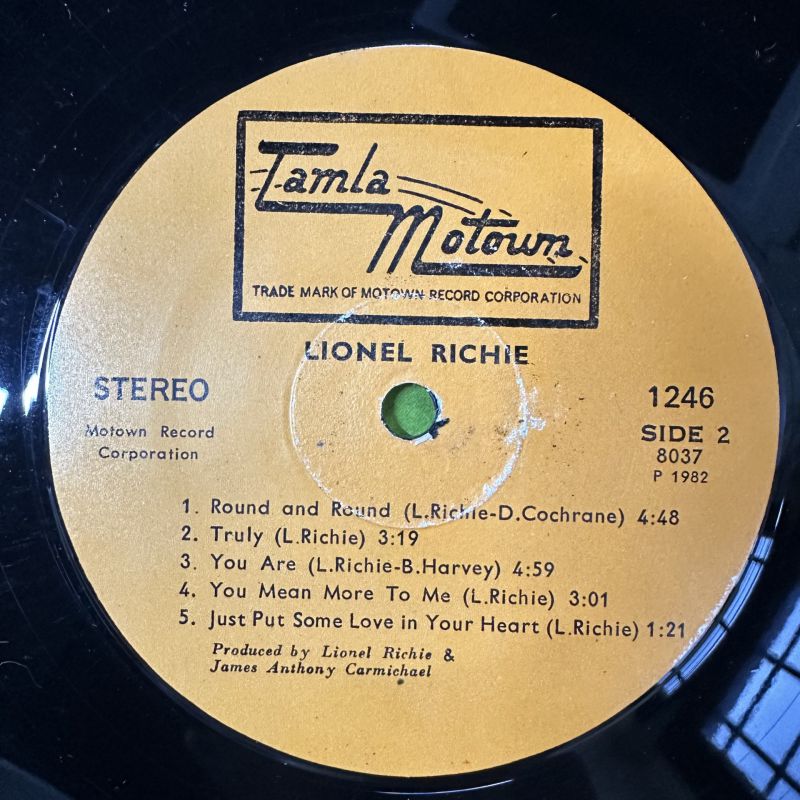 Tamla
Motown
TRADE MARK OF MOTOWN RECORD CORPORATION
LIONEL RICHIE
STEREO
Motown Record
Corporation
1246
SIDE 2
8037
P 1982
1. Round and Round (L.Richie-D.Cochrane) 4:48
2. Truly (L.Richie) 3:19
3. You Are (L.Richie-B.Harvey) 4:59
4. You Mean More To Me (L.Richie) 3:01
5. Just Put Some Love in Your Heart (L.Richie) 1:21
Produced by Lionel Richie &
James Anthony Carmichael